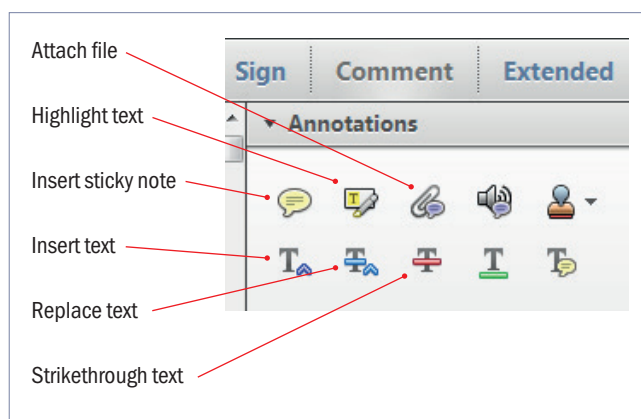 Attach file
Sign Comment Extended
Highlight text
Annotations
Insert sticky note
T
Insert text
T T T T T
Replace text
Strikethrough text